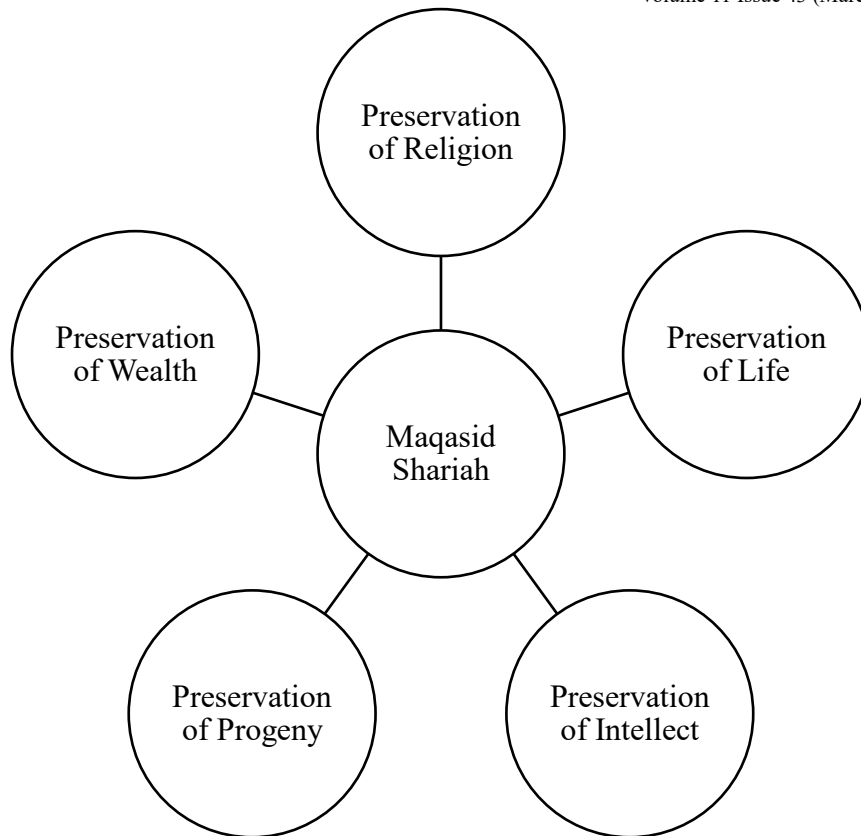 Preservation
of Religion
Preservation
of Wealth
Preservation
of Life
Maqasid
Shariah
Preservation
of Progeny
Preservation
of Intellect